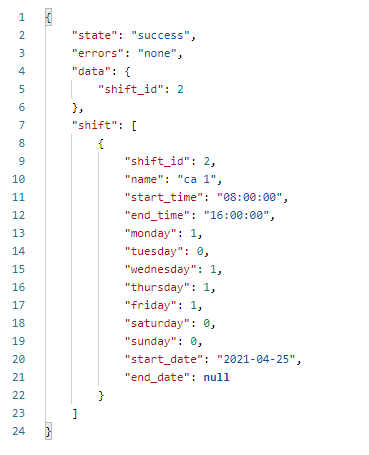 1 {
2     "state": "success",
3     "errors": "none",
4     "data": {
5         "shift_id": 2
6     },
7     "shift": [
8         {
9             "shift_id": 2,
10             "name": "ca 1",
11             "start_time": "08:00:00",
12             "end_time": "16:00:00",
13             "monday": 1,
14             "tuesday": 0,
15             "wednesday": 1,
16             "thursday": 1,
17             "friday": 1,
18             "saturday": 0,
19             "sunday": 0,
20             "start_date": "2021-04-25",
21             "end_date": null
22         }
23     ]
24 }